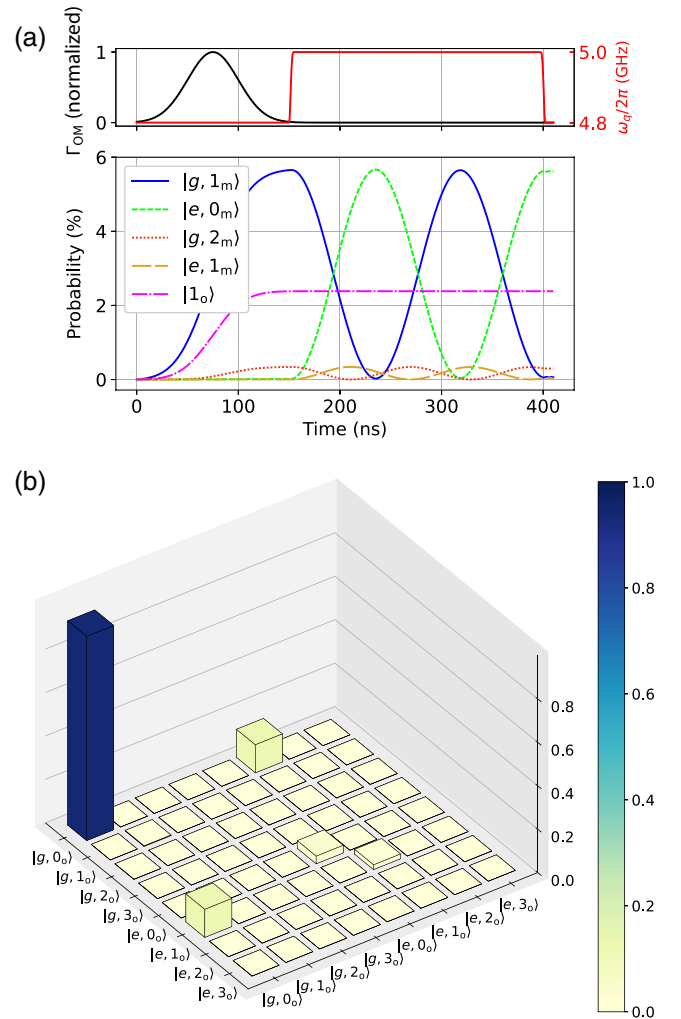 (a)
Γ_OM (normalized)
1
0
5.0
4.8
ω_q/2π (GHz)
Probability (%)
6
4
2
0
|g, 1_m⟩
|e, 0_m⟩
|g, 2_m⟩
|e, 1_m⟩
|1_o⟩
0 100 200 300 400
Time (ns)
(b)
1.0
0.8
0.6
0.4
0.2
0.0
0.8
0.6
0.4
0.2
0.0
|g, 0_o⟩
|g, 1_o⟩
|g, 2_o⟩
|g, 3_o⟩
|e, 0_o⟩
|e, 1_o⟩
|e, 2_o⟩
|e, 3_o⟩
|g, 0_o⟩
|g, 1_o⟩
|g, 2_o⟩
|g, 3_o⟩
|e, 0_o⟩
|e, 1_o⟩
|e, 2_o⟩
|e, 3_o⟩